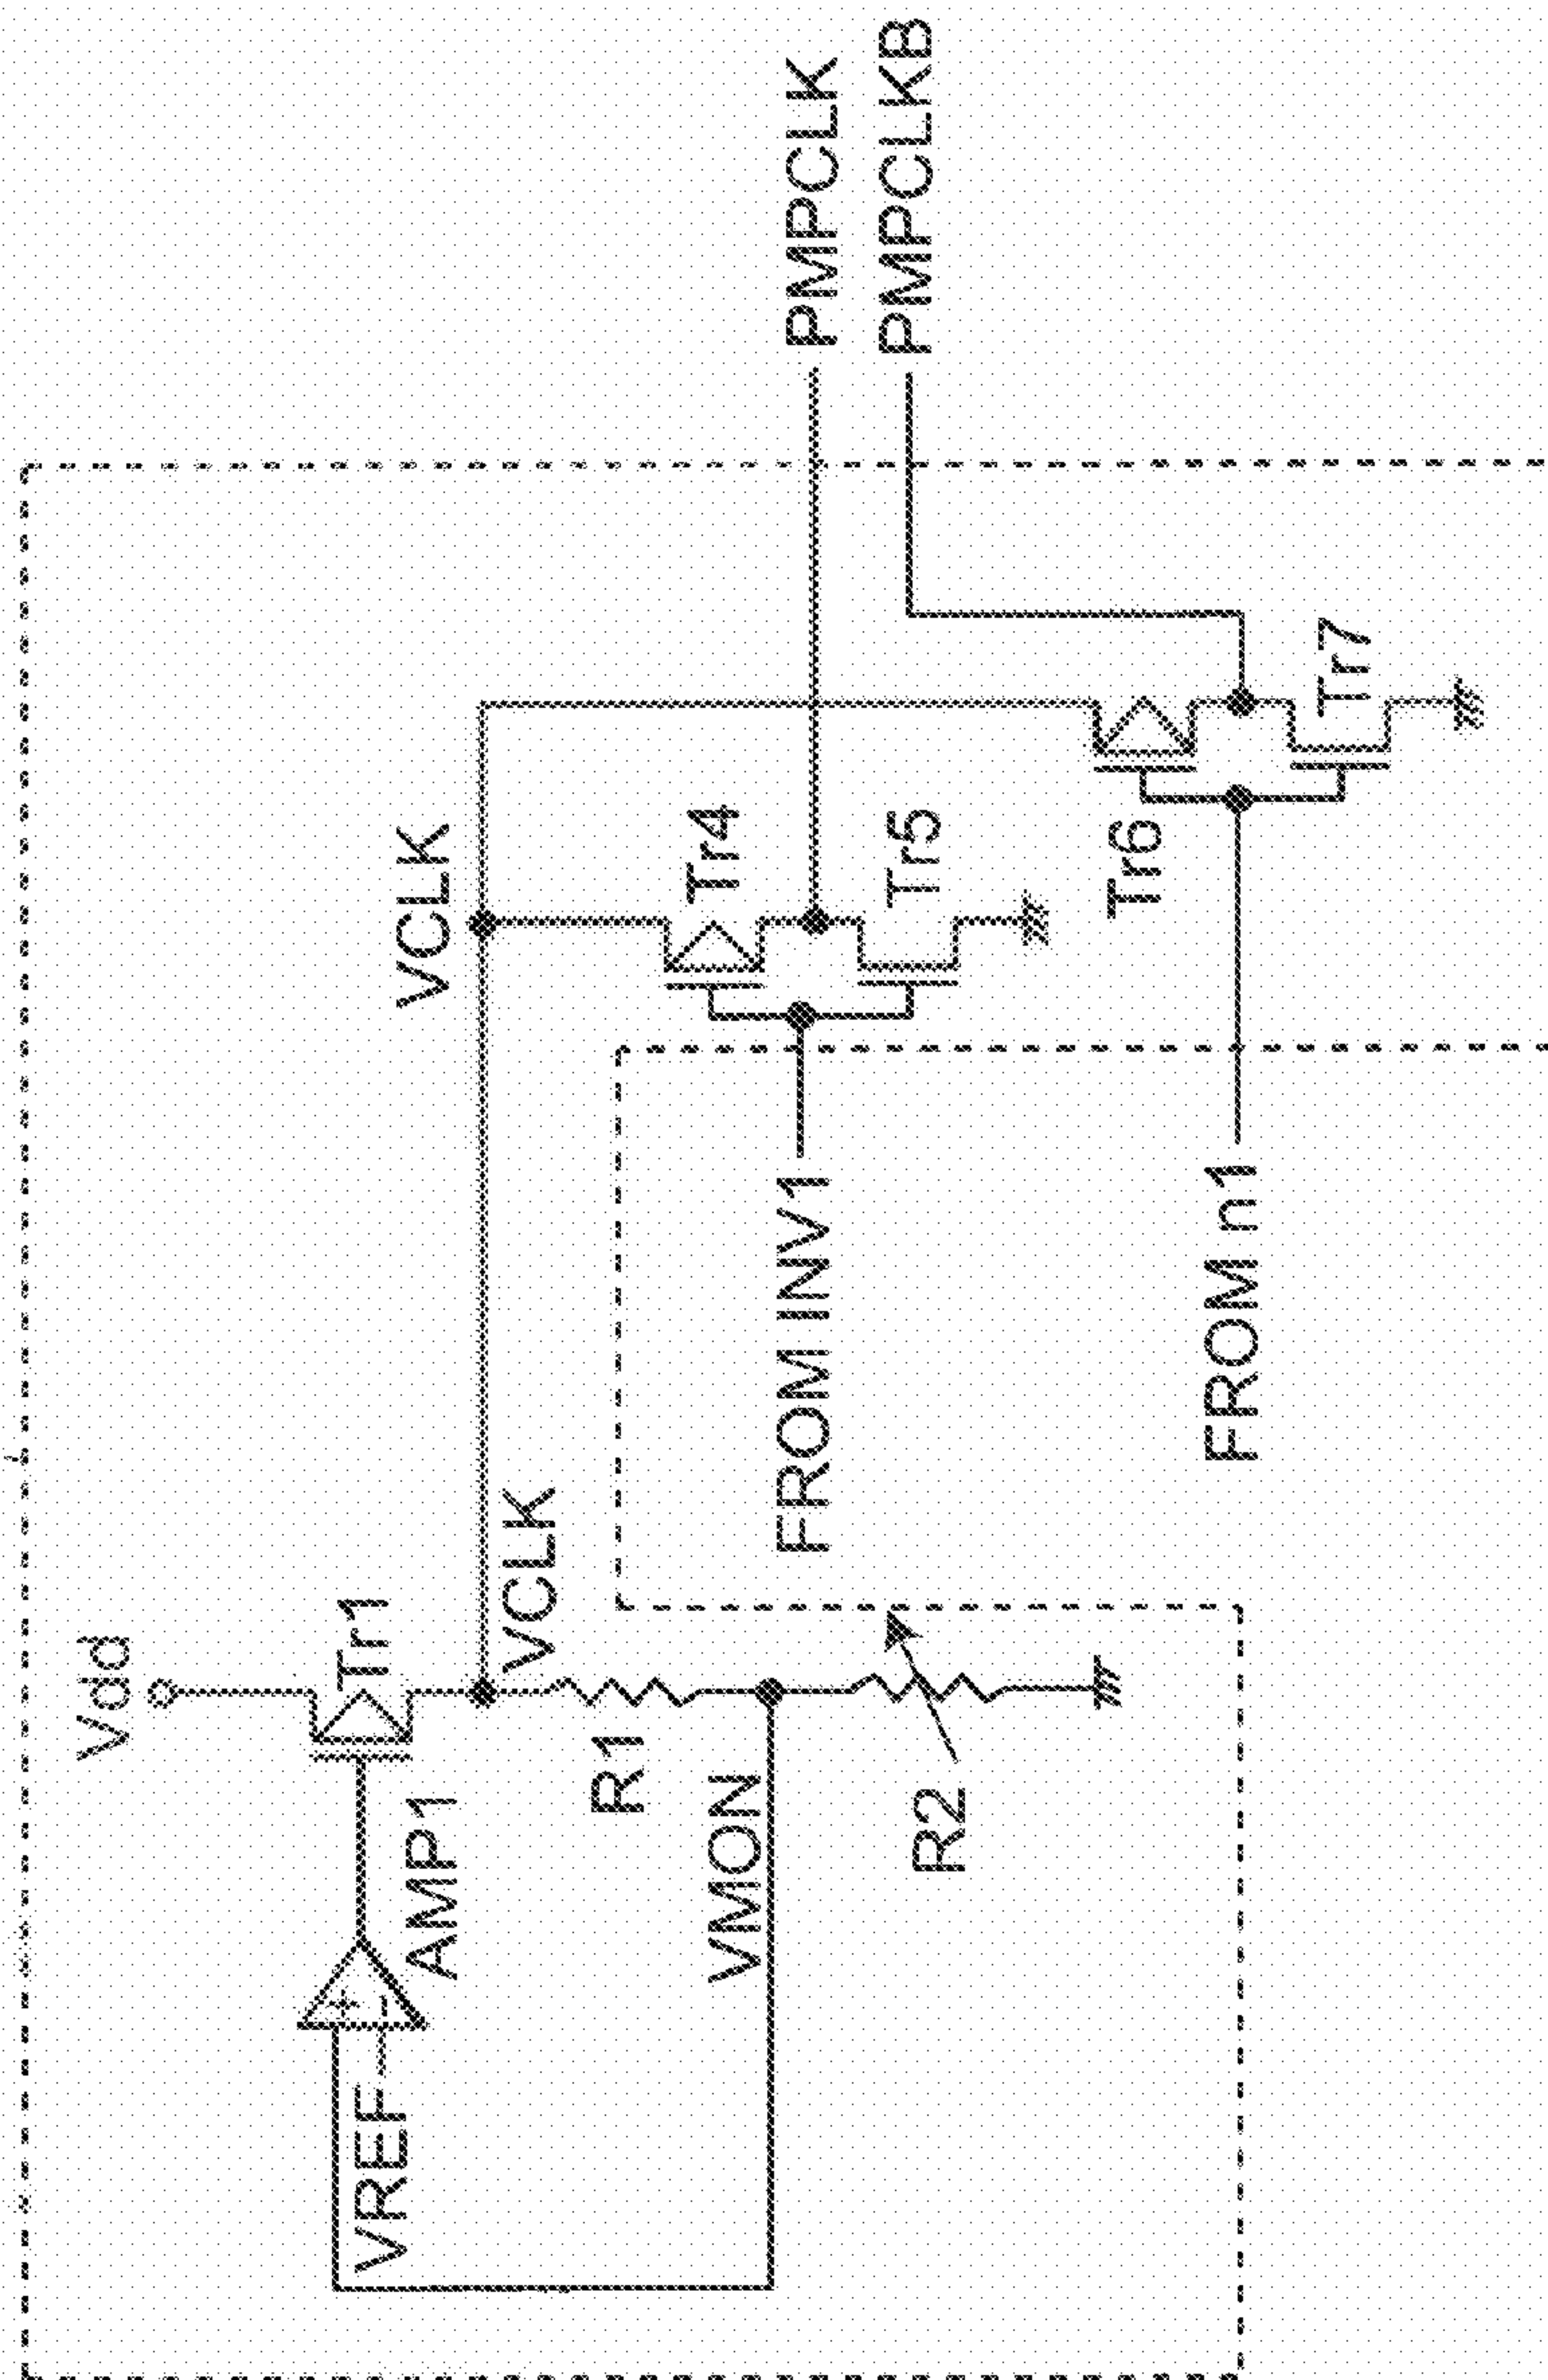 Vdd
Tr1
AMP1
VREF
VCLK
R1
VMON
R2
VCLK
FROM INV1
Tr4
Tr5
FROM n1
Tr6
Tr7
PMPCLK
PMPCLKB